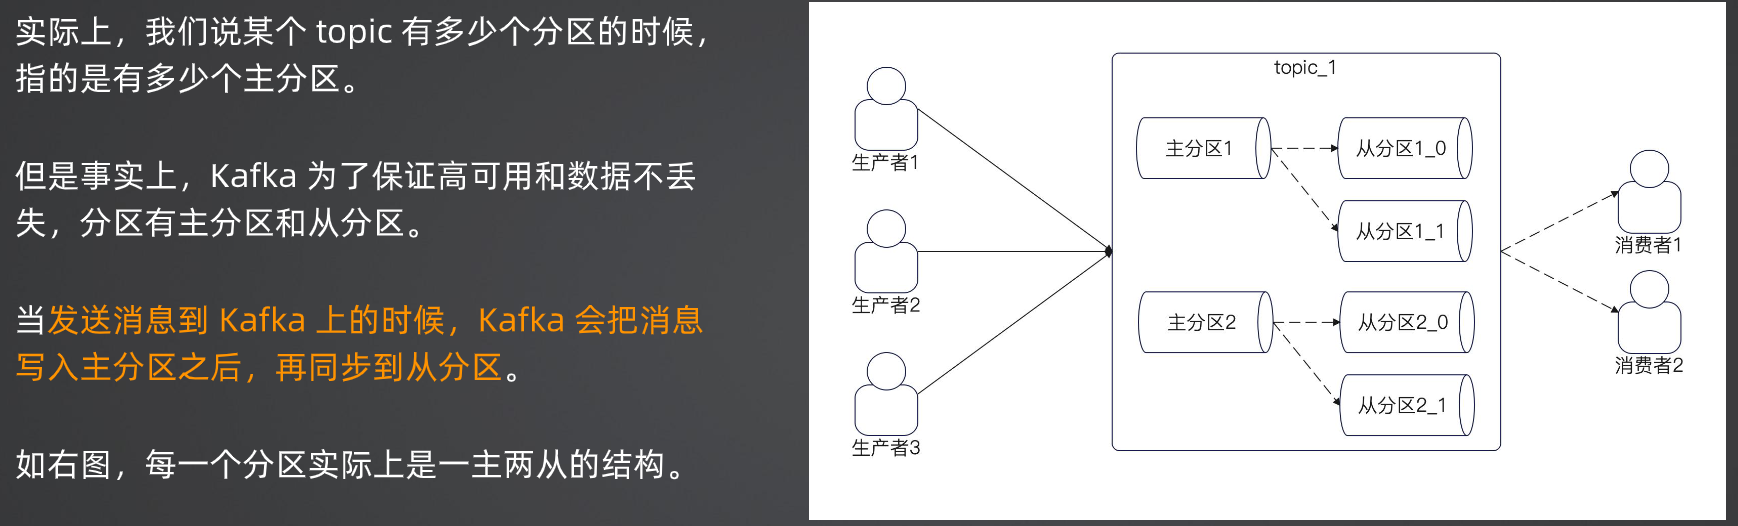 实际上，我们说某个 topic 有多少个分区的时候，
指的是有多少个主分区。
但是事实上，Kafka 为了保证高可用和数据不丢
失，分区有主分区和从分区。
当发送消息到 Kafka 上的时候，Kafka 会把消息
写入主分区之后，再同步到从分区。
如右图，每一个分区实际上是一主两从的结构。
topic_1
生产者1
生产者2
生产者3
主分区1
从分区1_0
从分区1_1
主分区2
从分区2_0
从分区2_1
消费者1
消费者2